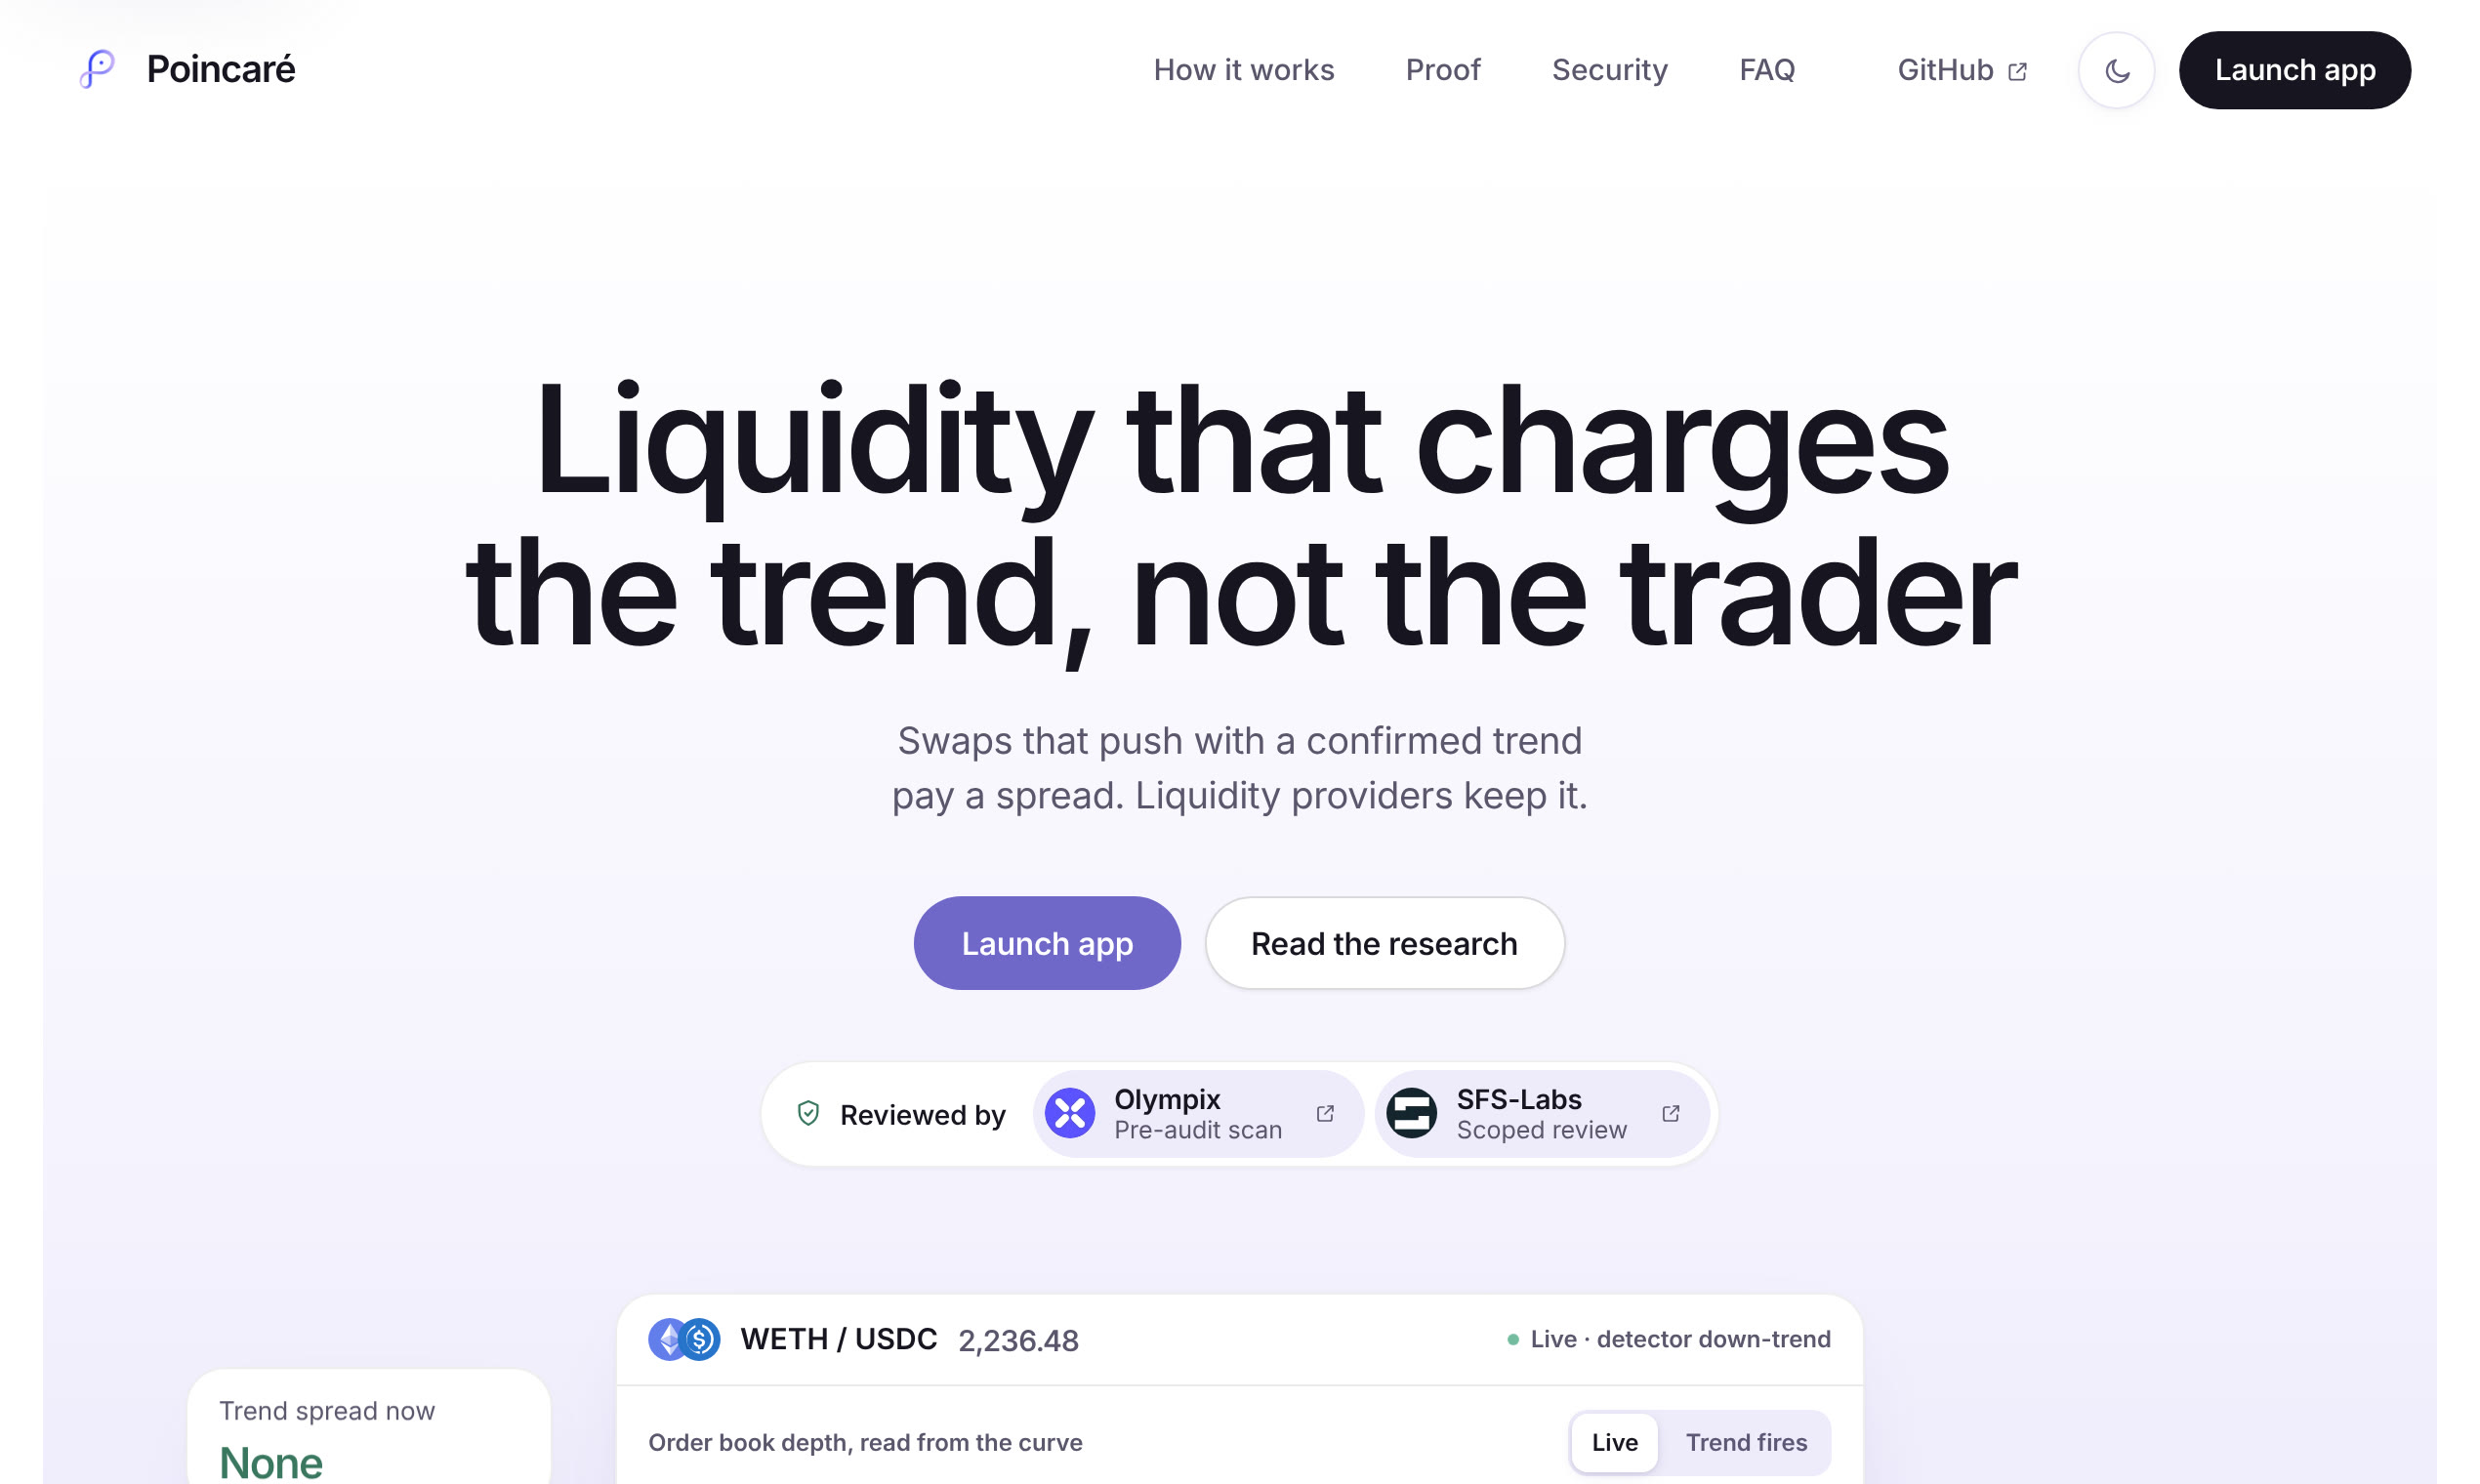 Poincaré
How it works
Proof
Security
FAQ
GitHub
Launch app
Liquidity that charges
the trend, not the trader
Swaps that push with a confirmed trend
pay a spread. Liquidity providers keep it.
Launch app
Read the research
Reviewed by
Olympix
Pre-audit scan
SFS-Labs
Scoped review
WETH / USDC 2,236.48
Live · detector down-trend
Trend spread now
None
Order book depth, read from the curve
Live
Trend fires